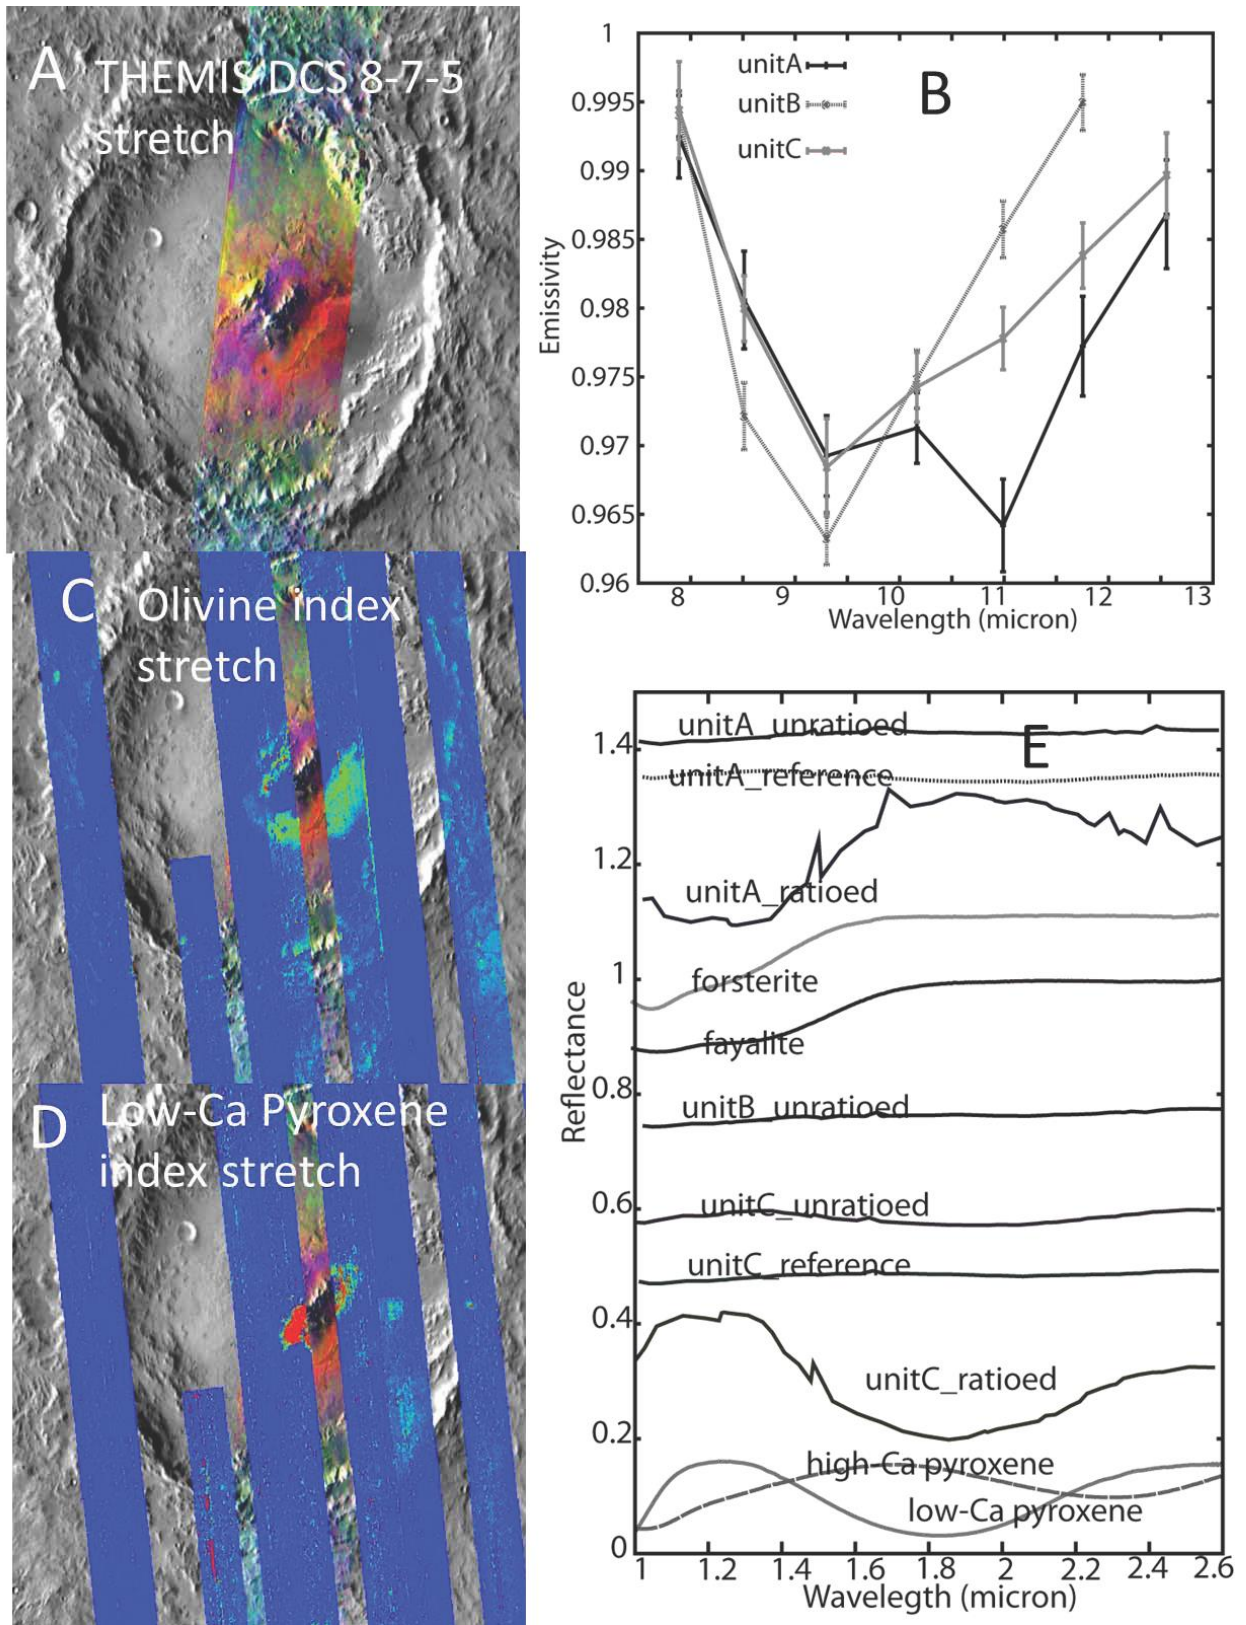 A THEMIS DCS 8-7-5
stretch
B
unitA
unitB
unitC
1
0.995
0.99
0.985
0.98
0.975
0.97
0.965
0.96
Emissivity
8 9 10 11 12 13
Wavelength (micron)
C Olivine index
stretch
D Low-Ca Pyroxene
index stretch
E
unitA_unratioed
unitA_reference
unitA_ratioed
forsterite
fayalite
unitB_unratioed
unitC_unratioed
unitC_reference
unitC_ratioed
high-Ca pyroxene
low-Ca pyroxene
1.4
1.2
1
0.8
0.6
0.4
0.2
0
Reflectance
1 1.2 1.4 1.6 1.8 2 2.2 2.4 2.6
Wavelegth (micron)